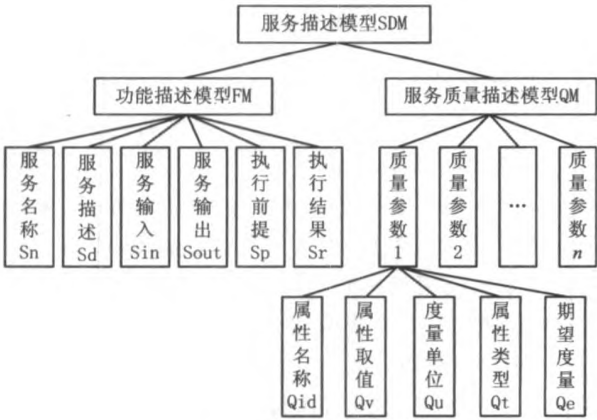 服务描述模型SDM
功能描述模型FM
服务质量描述模型QM
服务名称Sn
服务描述Sd
服务输入Sin
服务输出Sout
执行前提Sp
执行结果Sr
质量参数1
质量参数2
…
质量参数n
属性名称Qid
属性取值Qv
度量单位Qu
属性类型Qt
期望度量Qe